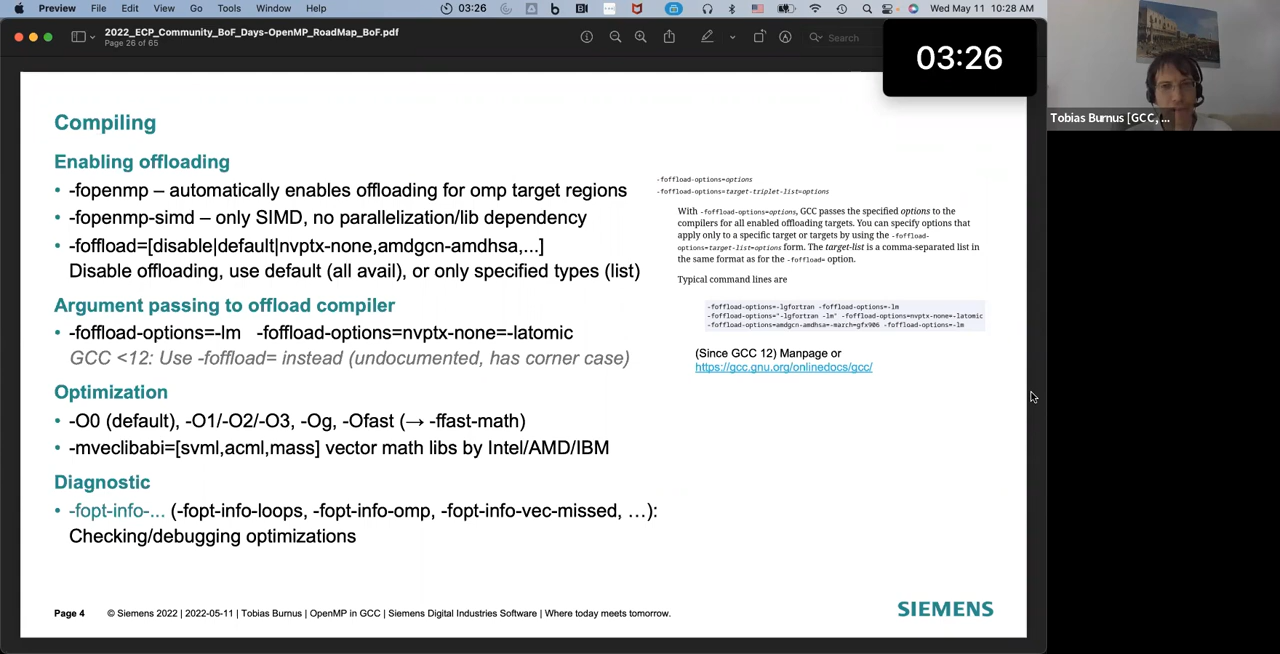 Preview File Edit View Go Tools Window Help 03:26 Wed May 11 10:28 AM
2022_ECP_Community_BoF_Days-OpenMP_RoadMap_BoF.pdf
Page 26 of 65
Search
03:26
Tobias Burnus [GCC, ...
Compiling
Enabling offloading
• -fopenmp – automatically enables offloading for omp target regions
• -fopenmp-simd – only SIMD, no parallelization/lib dependency
• -foffload=[disable|default|nvptx-none,amdgcn-amdhsa,...]
Disable offloading, use default (all avail), or only specified types (list)
Argument passing to offload compiler
• -foffload-options=-lm -foffload-options=nvptx-none=-latomic
GCC <12: Use -foffload= instead (undocumented, has corner case)
Optimization
• -O0 (default), -O1/-O2/-O3, -Og, -Ofast (→ -ffast-math)
• -mveclibabi=[svml,acml,mass] vector math libs by Intel/AMD/IBM
Diagnostic
• -fopt-info-... (-fopt-info-loops, -fopt-info-omp, -fopt-info-vec-missed, …):
Checking/debugging optimizations
-foffload-options=options
-foffload-options=target-triplet-list=options
With -foffload-options=options, GCC passes the specified options to the
compilers for all enabled offloading targets. You can specify options that
apply only to a specific target or targets by using the -foffload-
options=target-list=options form. The target-list is a comma-separated list in
the same format as for the -foffload= option.
Typical command lines are
-foffload-options=-lgfortran -foffload-options=-lm
-foffload-options="-lgfortran -lm" -foffload-options=nvptx-none=-latomic
-foffload-options=amdgcn-amdhsa=-march=gfx906 -foffload-options=-lm
(Since GCC 12) Manpage or
https://gcc.gnu.org/onlinedocs/gcc/
Page 4 © Siemens 2022 | 2022-05-11 | Tobias Burnus | OpenMP in GCC | Siemens Digital Industries Software | Where today meets tomorrow.
SIEMENS